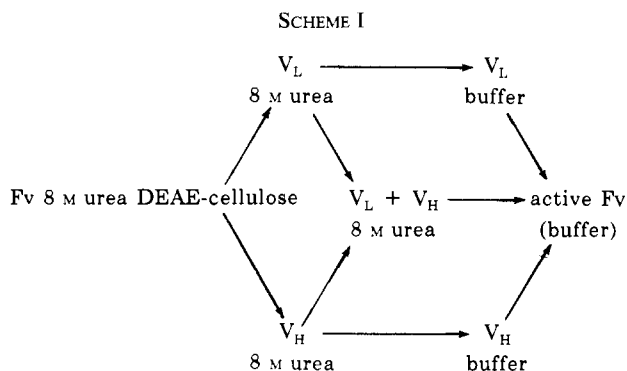 SCHEME I
V_L V_L
8 M urea buffer
Fv 8 M urea DEAE-cellulose V_L + V_H active Fv
8 M urea (buffer)
V_H V_H
8 M urea buffer